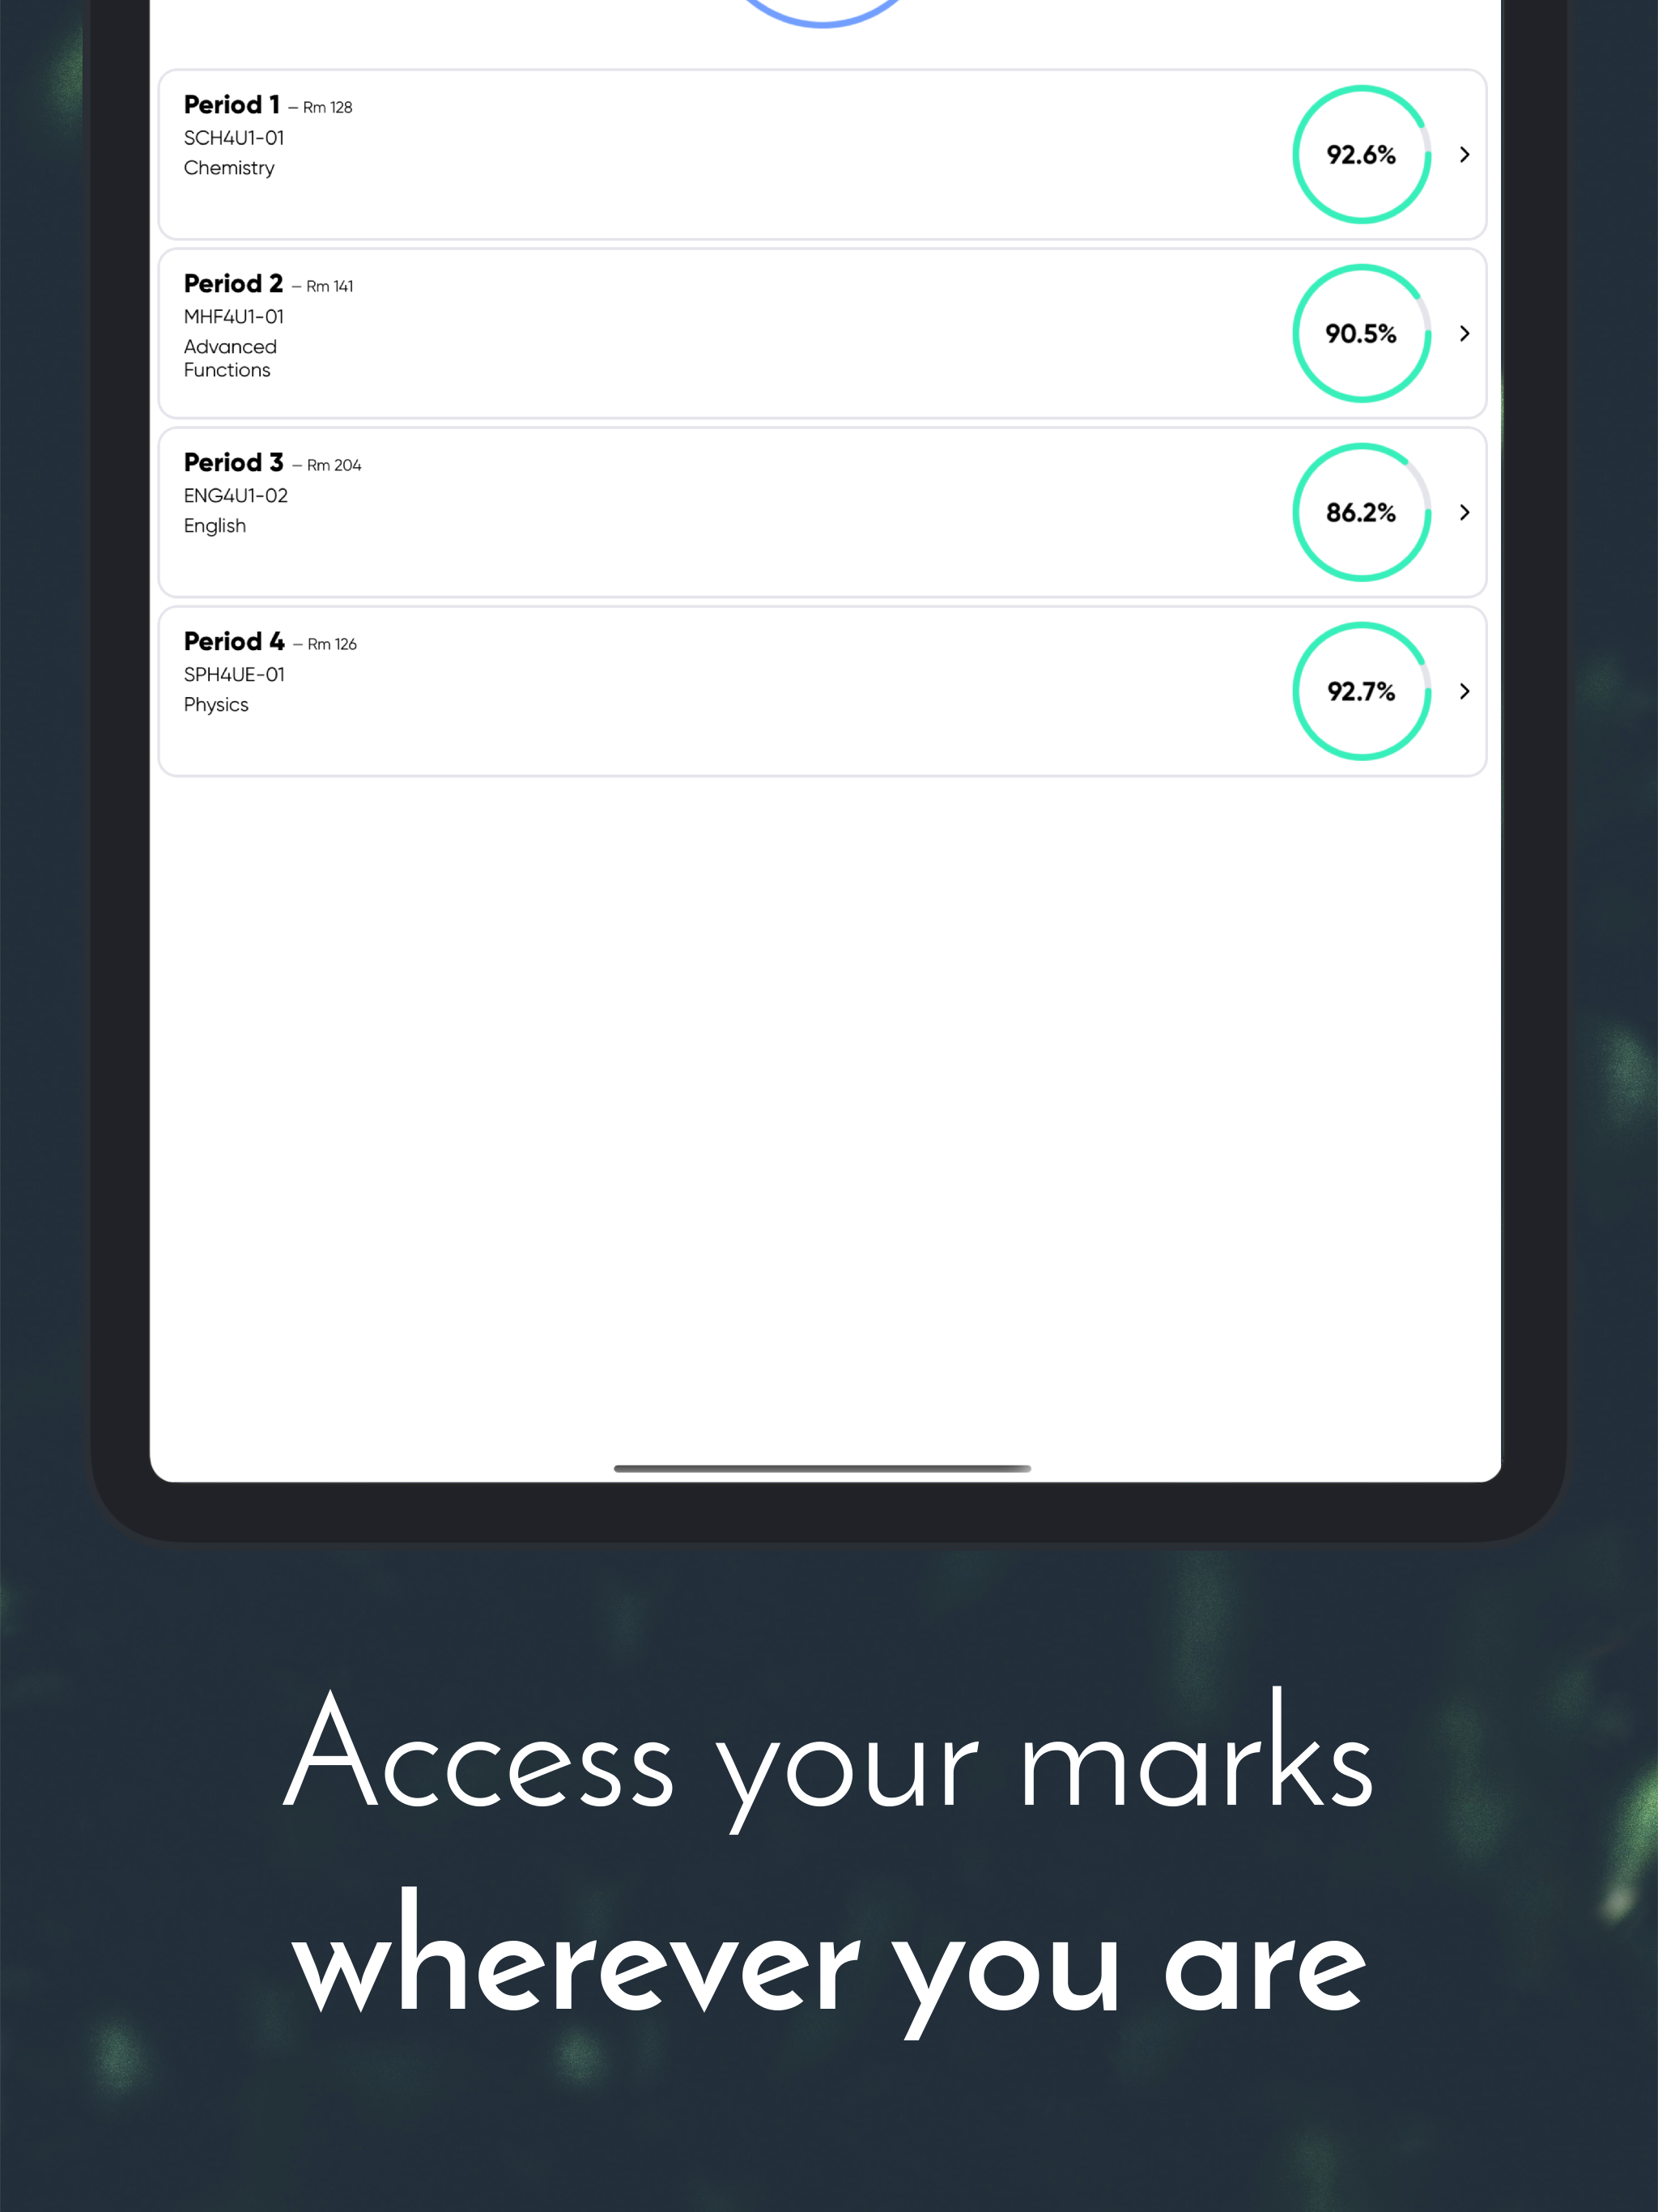 Period 1 – Rm 128
SCH4U1-01
Chemistry
92.6%
Period 2 – Rm 141
MHF4U1-01
Advanced
Functions
90.5%
Period 3 – Rm 204
ENG4U1-02
English
86.2%
Period 4 – Rm 126
SPH4UE-01
Physics
92.7%
Access your marks
wherever you are